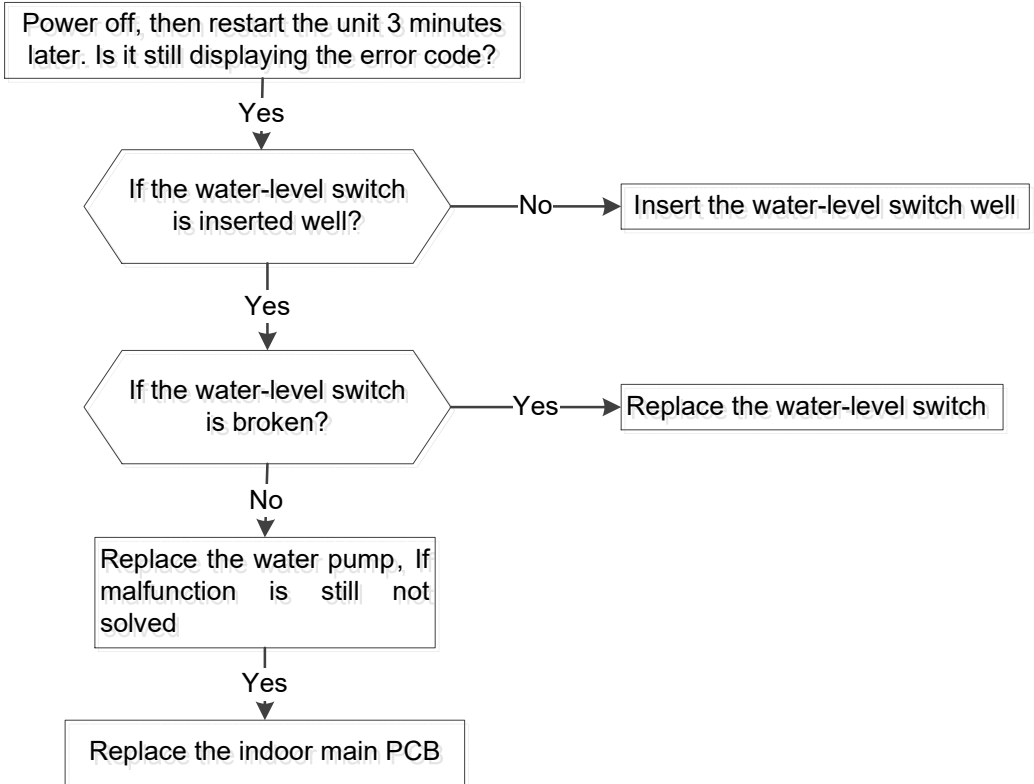 Power off, then restart the unit 3 minutes
later. Is it still displaying the error code?
Yes
If the water-level switch
is inserted well?
No
Insert the water-level switch well
Yes
If the water-level switch
is broken?
Yes
Replace the water-level switch
No
Replace the water pump, If
malfunction is still not
solved
Yes
Replace the indoor main PCB